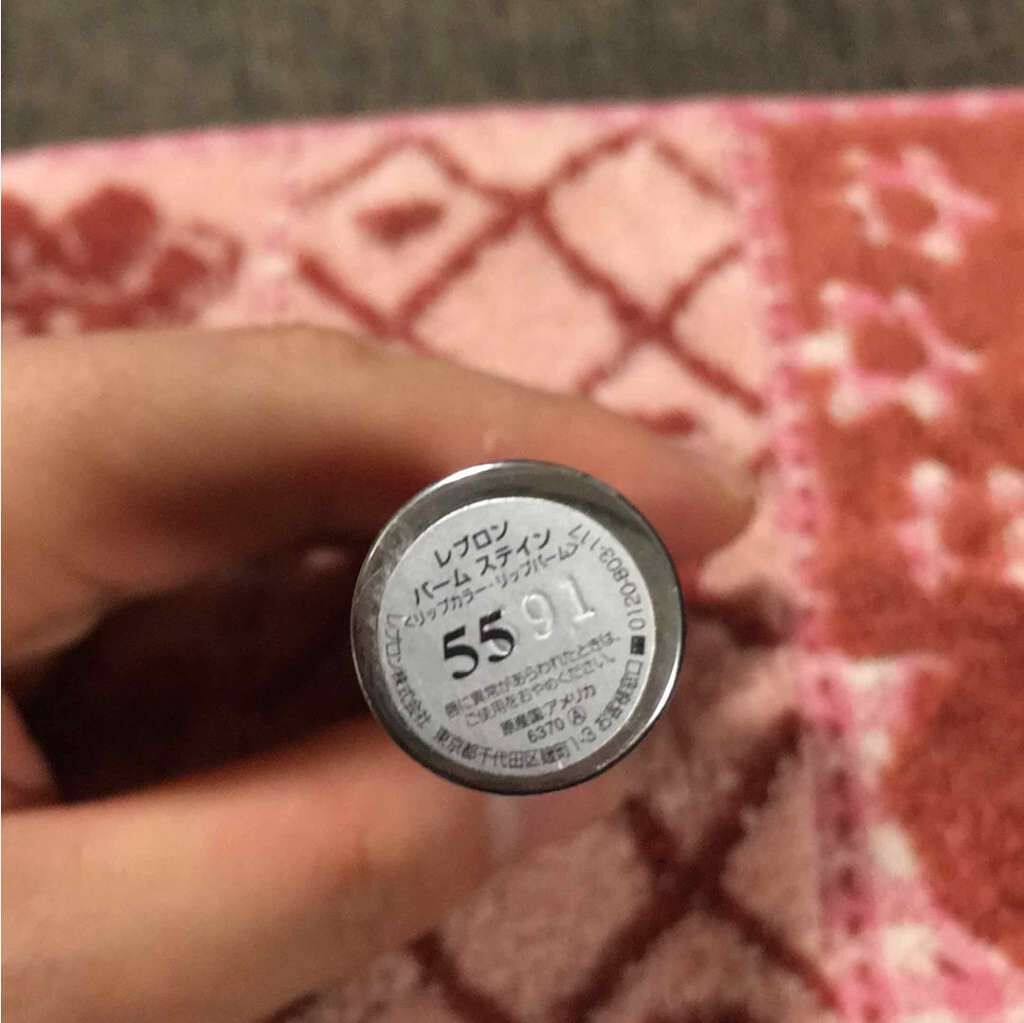 レブロン
バーム ステイン
<リップカラー・リップバーム>
55
591
唇に異常があらわれたときは、
ご使用をおやめください。
原産国アメリカ
6370 Ⓐ
レブロン株式会社 東京都千代田区麹町1-3 お客様窓口 0120-803-117